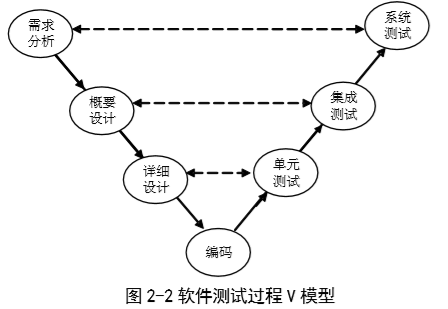 需求
分析
系统
测试
概要
设计
集成
测试
详细
设计
单元
测试
编码
图 2-2 软件测试过程 V 模型